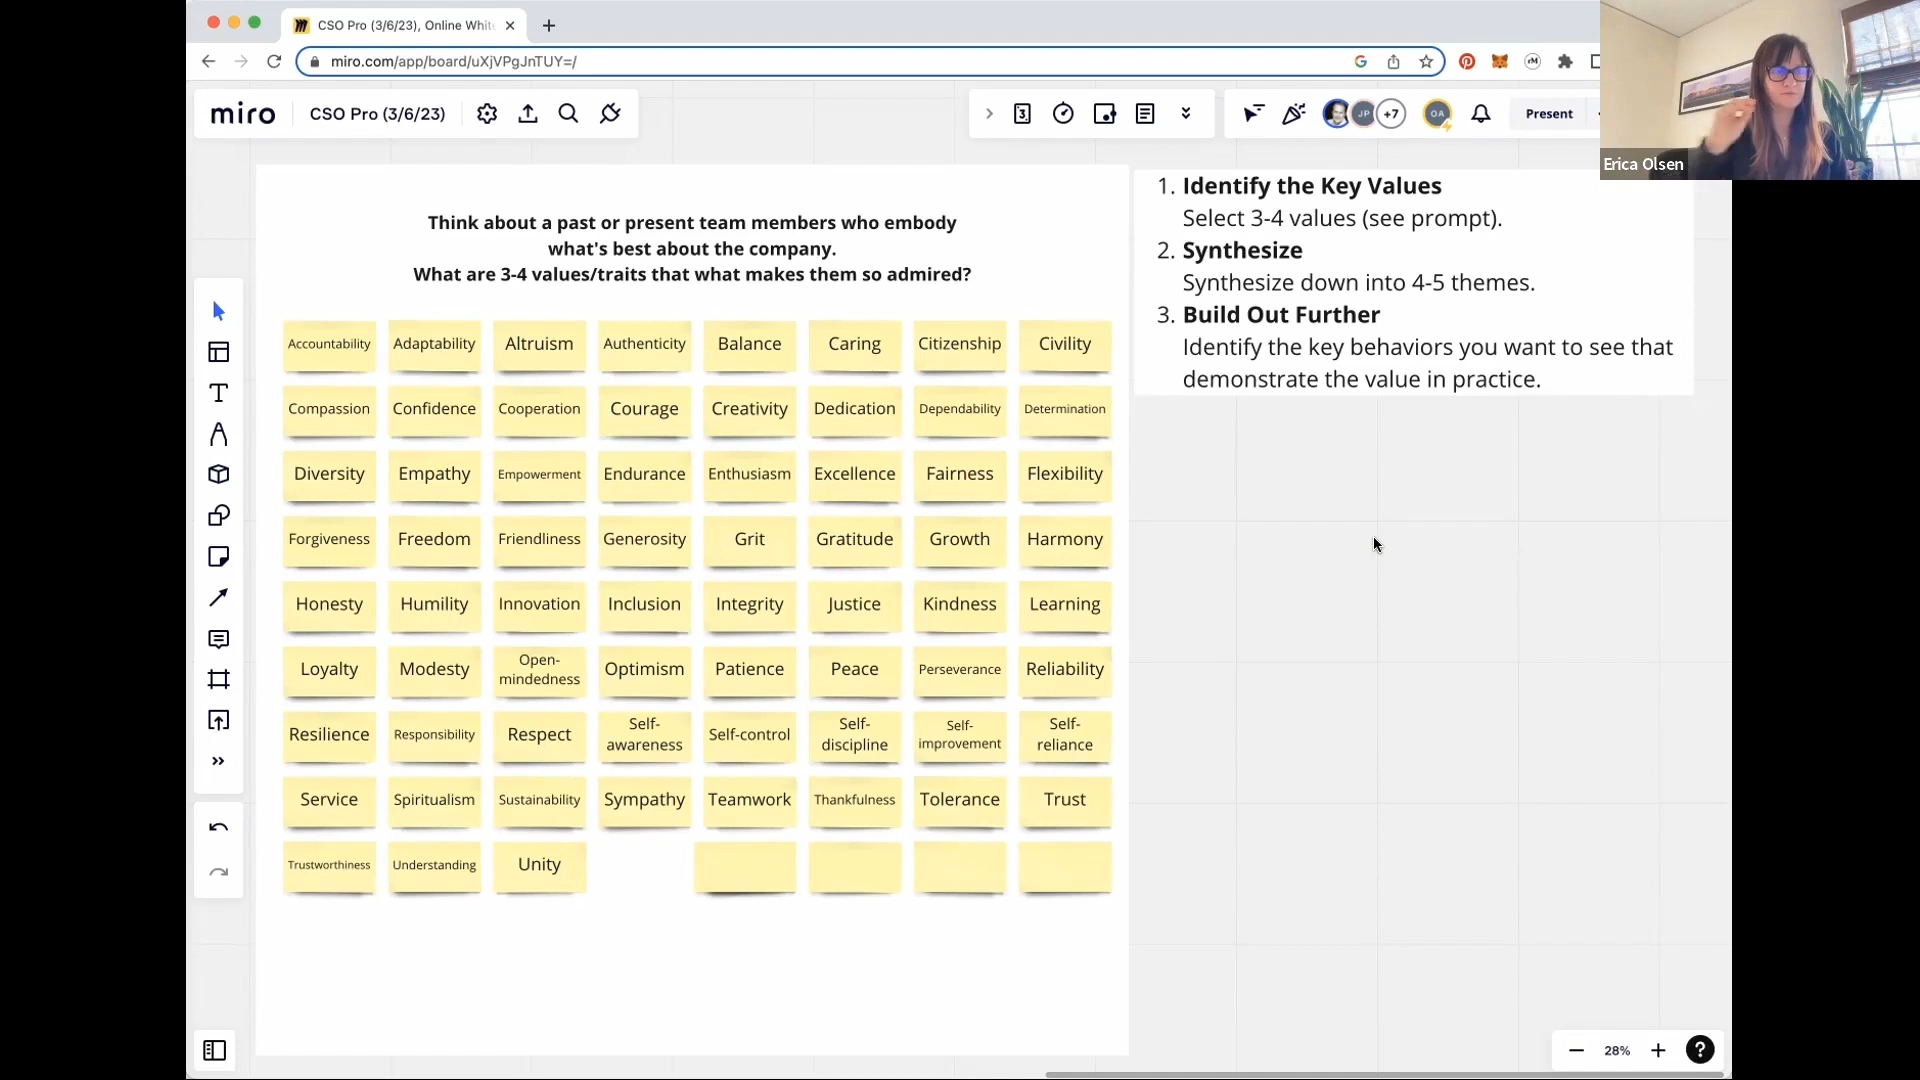 CSO Pro (3/6/23), Online White
miro.com/app/board/uXjVPgJnTUY=/
miro
CSO Pro (3/6/23)
3
JP
+7
OA
Present
Erica Olsen
Think about a past or present team members who embody
what's best about the company.
What are 3-4 values/traits that what makes them so admired?
Accountability
Adaptability
Altruism
Authenticity
Balance
Caring
Citizenship
Civility
Compassion
Confidence
Cooperation
Courage
Creativity
Dedication
Dependability
Determination
Diversity
Empathy
Empowerment
Endurance
Enthusiasm
Excellence
Fairness
Flexibility
Forgiveness
Freedom
Friendliness
Generosity
Grit
Gratitude
Growth
Harmony
Honesty
Humility
Innovation
Inclusion
Integrity
Justice
Kindness
Learning
Loyalty
Modesty
Open-
mindedness
Optimism
Patience
Peace
Perseverance
Reliability
Resilience
Responsibility
Respect
Self-
awareness
Self-control
Self-
discipline
Self-
improvement
Self-
reliance
Service
Spiritualism
Sustainability
Sympathy
Teamwork
Thankfulness
Tolerance
Trust
Trustworthiness
Understanding
Unity
1. Identify the Key Values
Select 3-4 values (see prompt).
2. Synthesize
Synthesize down into 4-5 themes.
3. Build Out Further
Identify the key behaviors you want to see that
demonstrate the value in practice.
28%